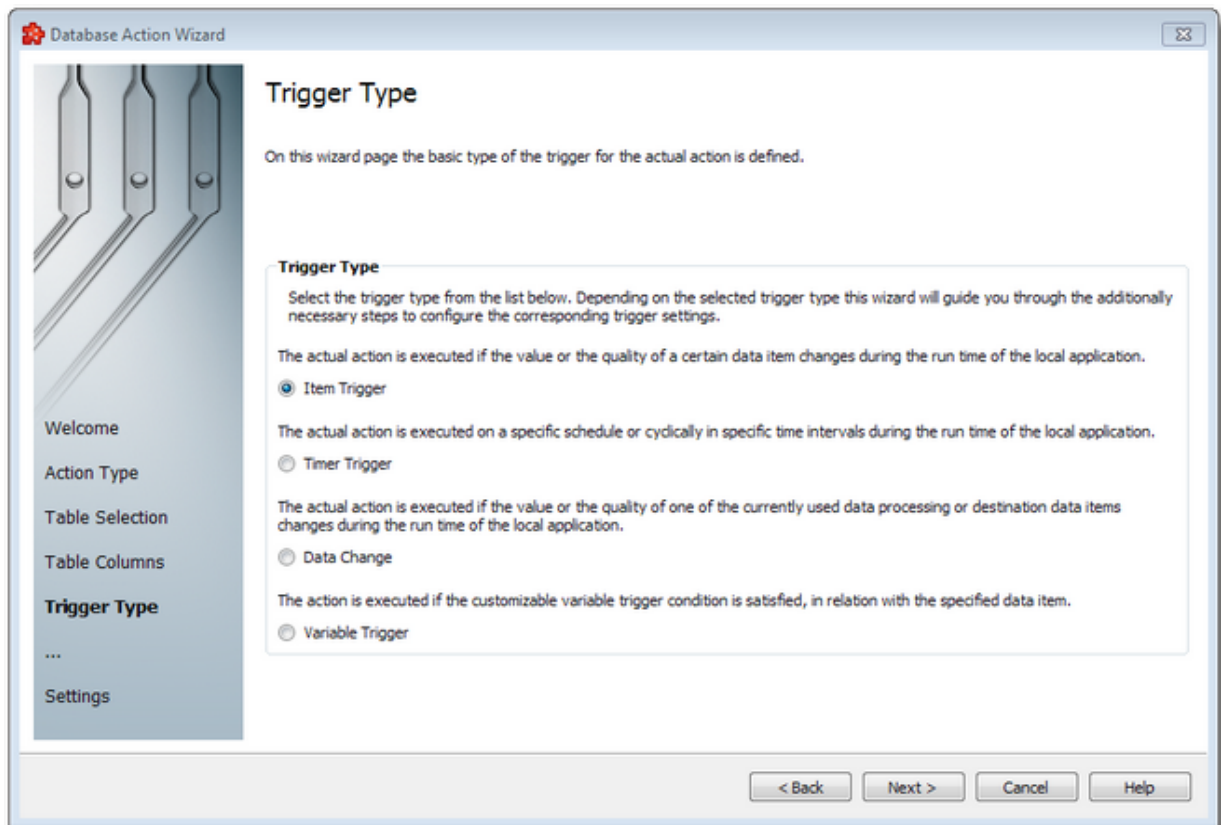 Database Action Wizard
Trigger Type
On this wizard page the basic type of the trigger for the actual action is defined.
Trigger Type
Select the trigger type from the list below. Depending on the selected trigger type this wizard will guide you through the additionally
necessary steps to configure the corresponding trigger settings.
The actual action is executed if the value or the quality of a certain data item changes during the run time of the local application.
Item Trigger
The actual action is executed on a specific schedule or cyclically in specific time intervals during the run time of the local application.
Timer Trigger
The actual action is executed if the value or the quality of one of the currently used data processing or destination data items
changes during the run time of the local application.
Data Change
The action is executed if the customizable variable trigger condition is satisfied, in relation with the specified data item.
Variable Trigger
Welcome
Action Type
Table Selection
Table Columns
Trigger Type
...
Settings
< Back
Next >
Cancel
Help